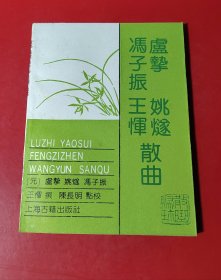 盧摯 姚燧
馮子振 王惲
散曲
LUZHI YAOSUI
FENGZIZHEN
WANGYUN SANQU
〔元〕盧摯 姚燧 馮子振
王惲 撰 陳長明 點校
上海古籍出版社